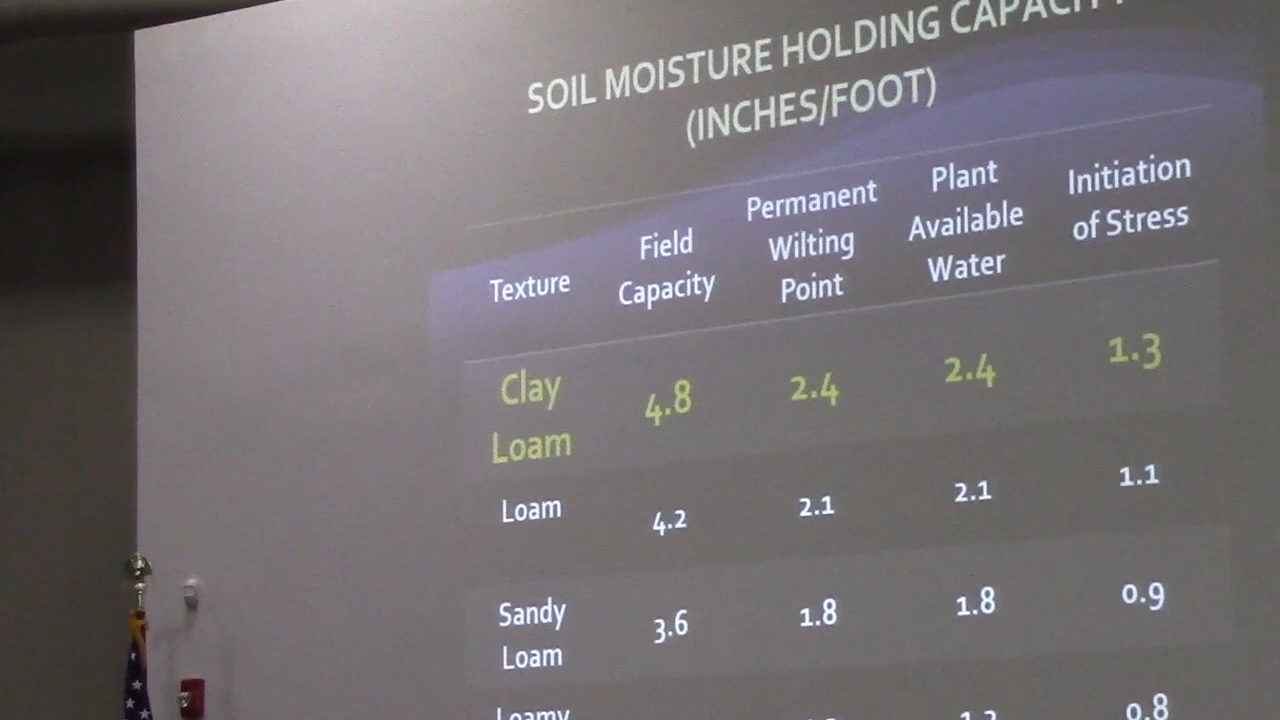 SOIL MOISTURE HOLDING CAPACITY
(INCHES/FOOT)
Texture Field Capacity Permanent Wilting Point Plant Available Water Initiation of Stress
Clay Loam 4.8 2.4 2.4 1.3
Loam 4.2 2.1 2.1 1.1
Sandy Loam 3.6 1.8 1.8 0.9
Loamy 0.8